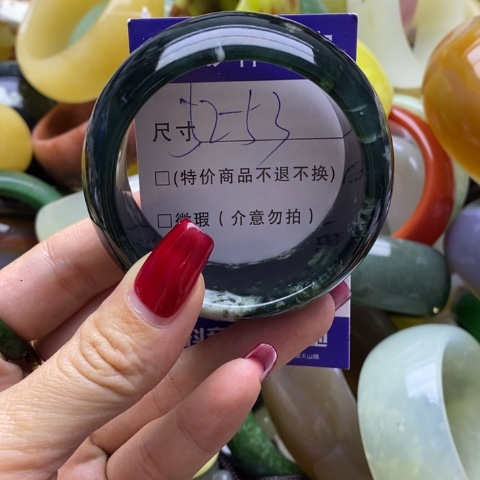 尺寸 52-53
□(特价商品不退不换)
□微瑕(介意勿拍)